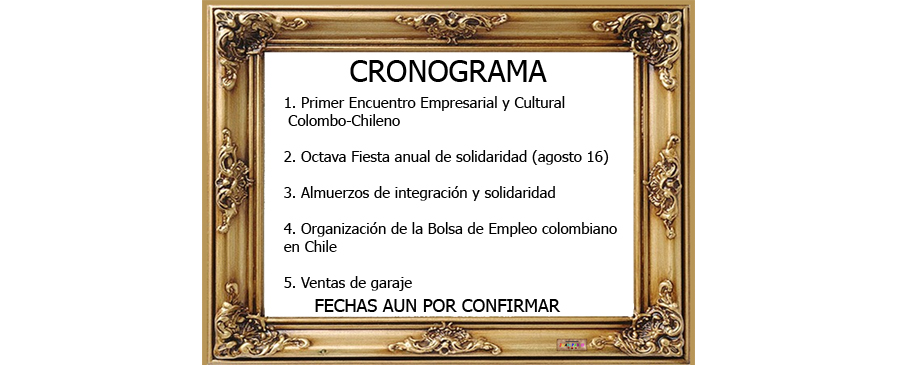 CRONOGRAMA
1. Primer Encuentro Empresarial y Cultural
Colombo-Chileno
2. Octava Fiesta anual de solidaridad (agosto 16)
3. Almuerzos de integración y solidaridad
4. Organización de la Bolsa de Empleo colombiano
en Chile
5. Ventas de garaje
FECHAS AUN POR CONFIRMAR